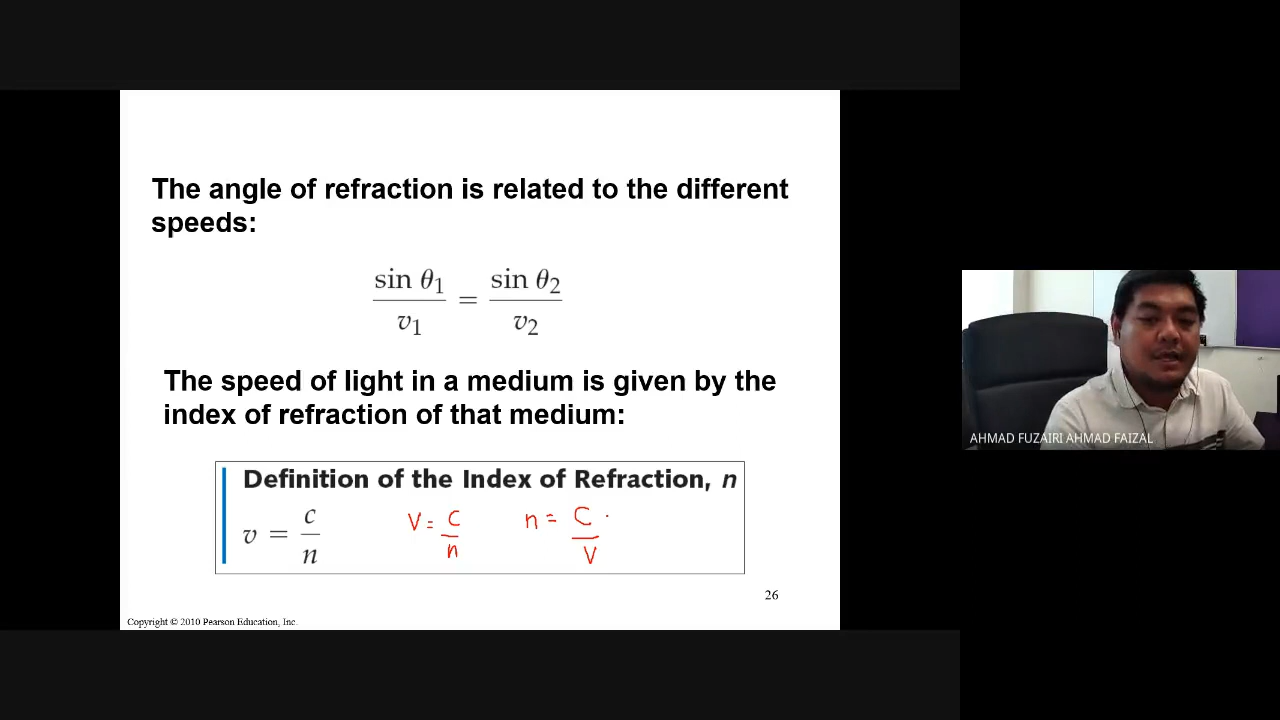 The angle of refraction is related to the different
speeds:
sin θ1 / v1 = sin θ2 / v2
The speed of light in a medium is given by the
index of refraction of that medium:
Definition of the Index of Refraction, n
v = c / n
V = C / n
n = C / V
26
Copyright © 2010 Pearson Education, Inc.
AHMAD FUZAIRI AHMAD FAIZAL